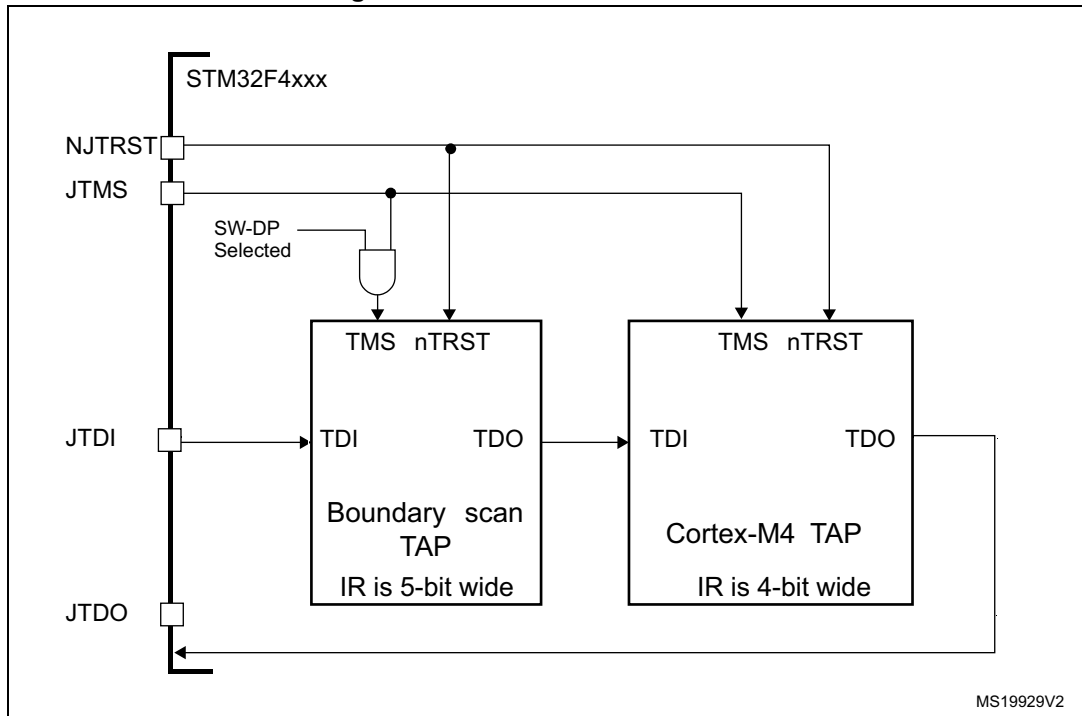 STM32F4xxx
NJTRST
JTMS
SW-DP
Selected
TMS nTRST
TMS nTRST
JTDI
TDI
TDO
TDI
TDO
Boundary scan
TAP
Cortex-M4 TAP
IR is 5-bit wide
IR is 4-bit wide
JTDO
MS19929V2